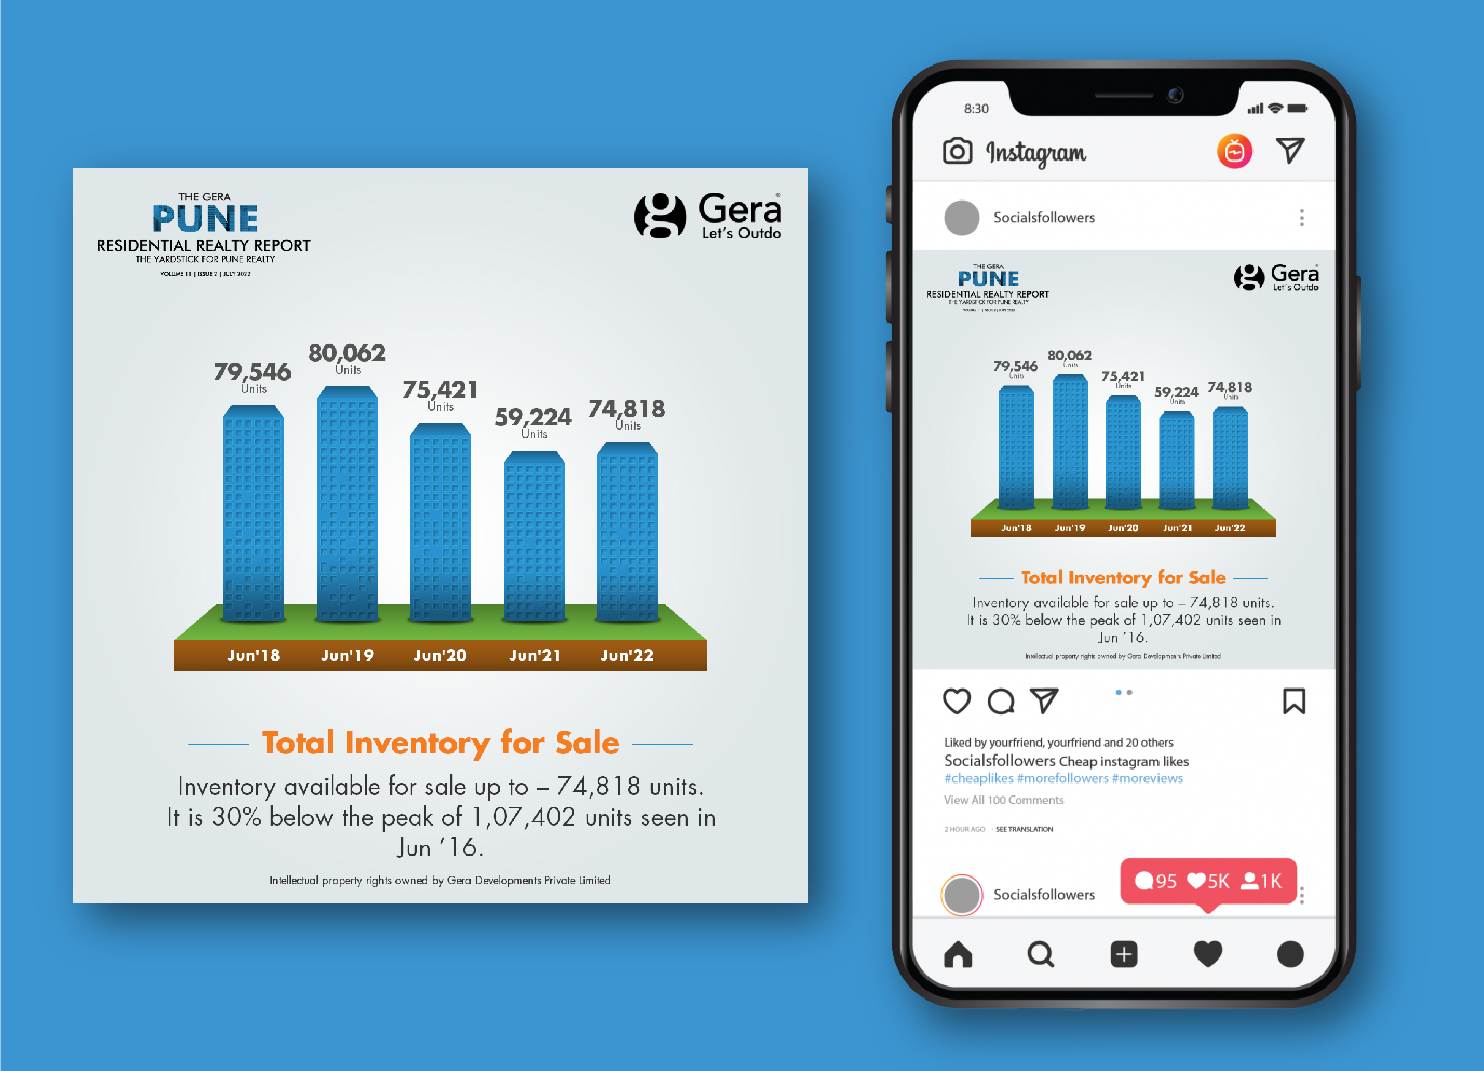 THE GERA
PUNE
RESIDENTIAL REALTY REPORT
THE YARDSTICK FOR PUNE REALTY
VOLUME 11 | ISSUE 2 | JULY 2022
Gera®
Let's Outdo
79,546
Units
80,062
Units
75,421
Units
59,224
Units
74,818
Units
Jun'18 Jun'19 Jun'20 Jun'21 Jun'22
Total Inventory for Sale
Inventory available for sale up to – 74,818 units.
It is 30% below the peak of 1,07,402 units seen in
Jun ’16.
Intellectual property rights owned by Gera Developments Private Limited
8:30
Instagram
Socialsfollowers
THE GERA
PUNE
RESIDENTIAL REALTY REPORT
THE YARDSTICK FOR PUNE REALTY
Gera®
Let's Outdo
79,546
Units
80,062
Units
75,421
Units
59,224
Units
74,818
Units
Jun'18 Jun'19 Jun'20 Jun'21 Jun'22
Total Inventory for Sale
Inventory available for sale up to – 74,818 units.
It is 30% below the peak of 1,07,402 units seen in
Jun ’16.
Intellectual property rights owned by Gera Developments Private Limited
Liked by yourfriend, yourfriend and 20 others
Socialsfollowers Cheap instagram likes
#cheaplikes #morefollowers #moreviews
View All 100 Comments
2 HOUR AGO · SEE TRANSLATION
Socialsfollowers
95 5K 1K